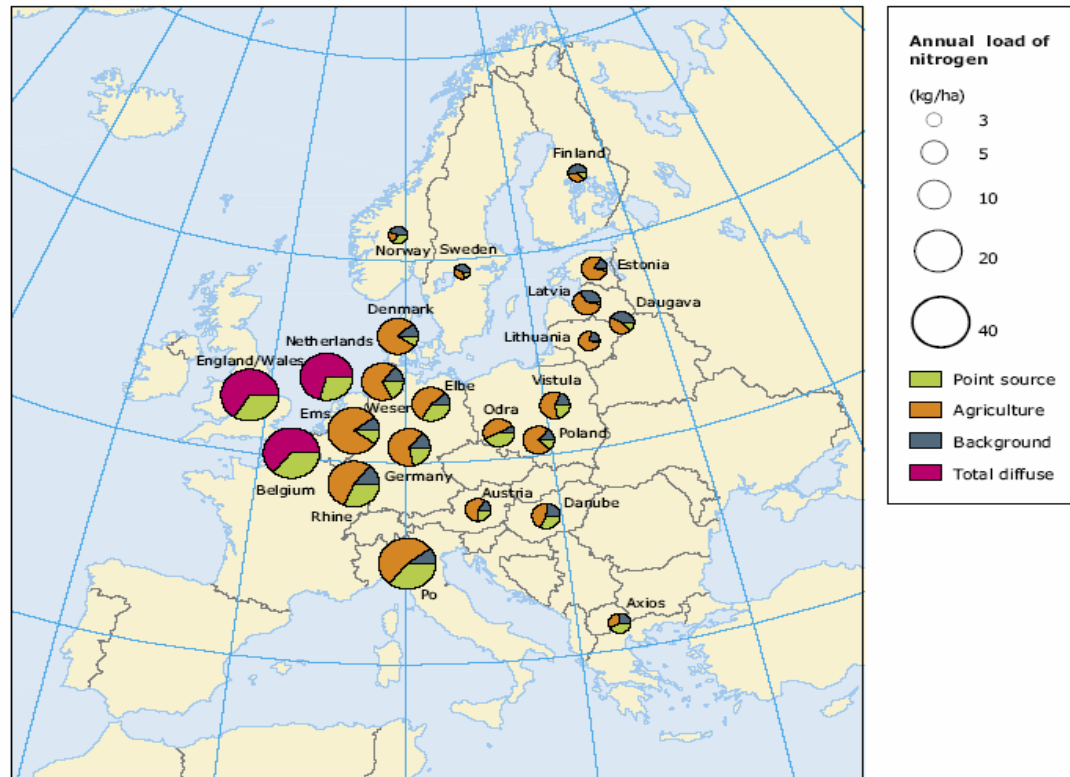 Annual load of
nitrogen
(kg/ha)
3
5
10
20
40
Point source
Agriculture
Background
Total diffuse
Finland
Norway
Sweden
Estonia
Latvia
Daugava
Denmark
Lithuania
Netherlands
England/Wales
Elbe
Vistula
Weser
Ems
Odra
Poland
Germany
Belgium
Rhine
Austria
Danube
Po
Axios